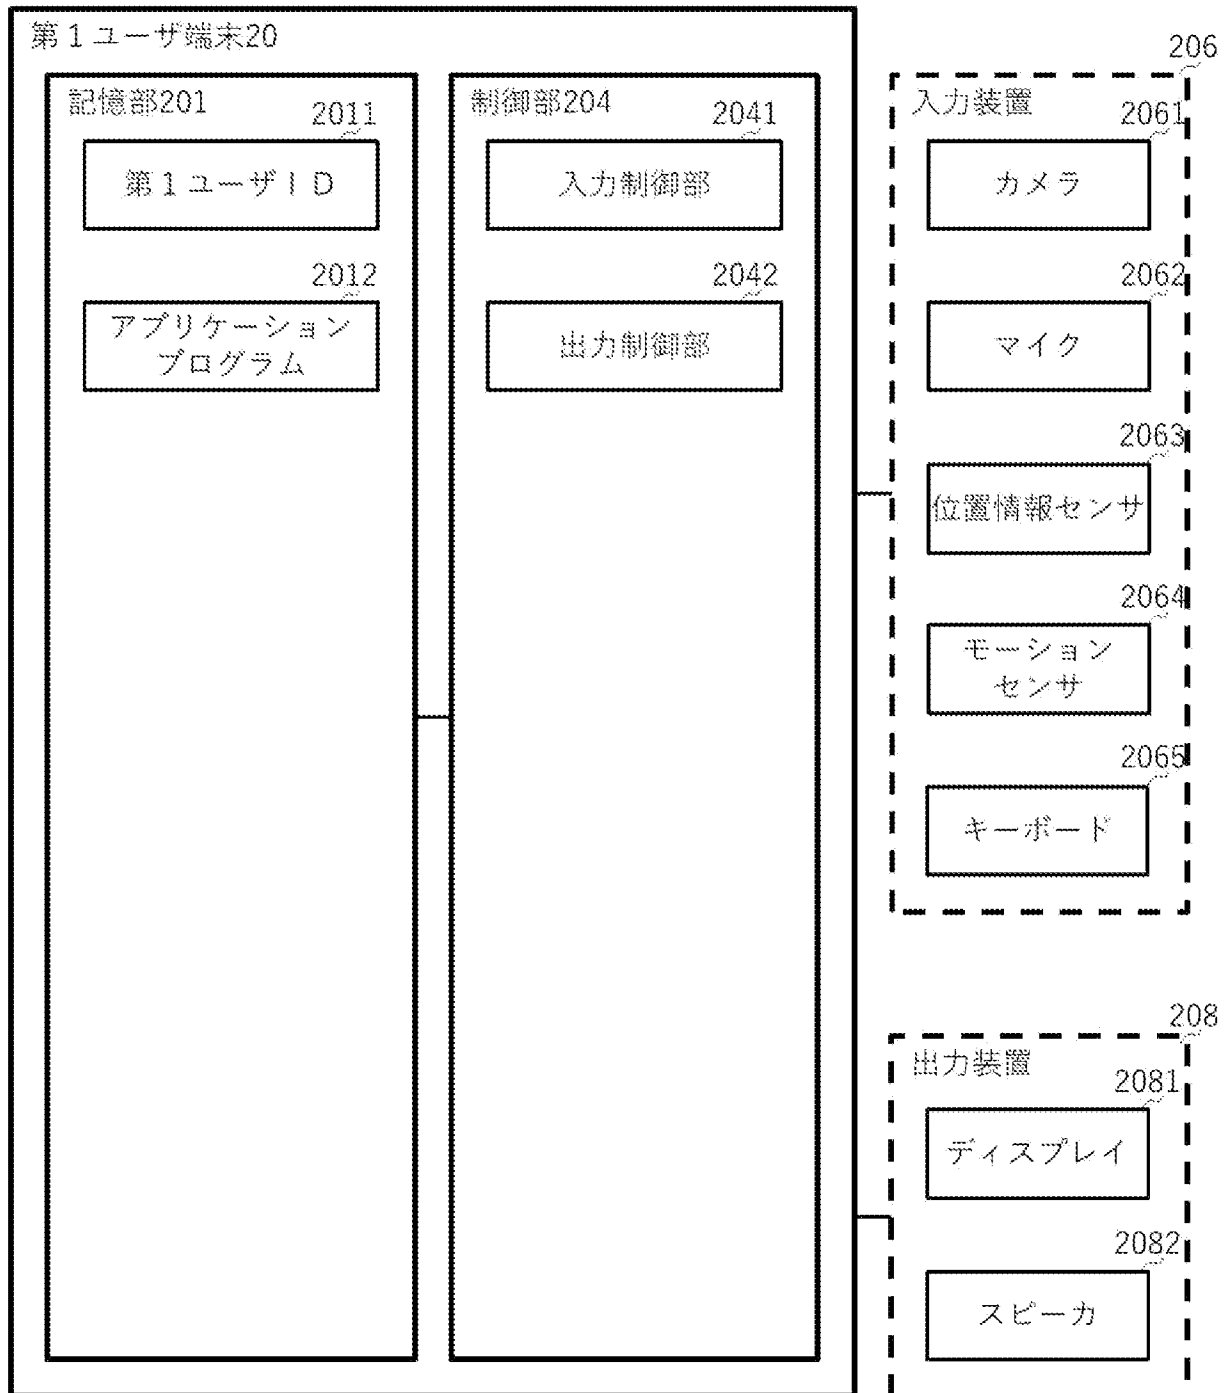 第１ユーザ端末20
記憶部201
2011
第１ユーザＩＤ
2012
アプリケーション
プログラム
制御部204
2041
入力制御部
2042
出力制御部
206
入力装置
2061
カメラ
2062
マイク
2063
位置情報センサ
2064
モーション
センサ
2065
キーボード
208
出力装置
2081
ディスプレイ
2082
スピーカ